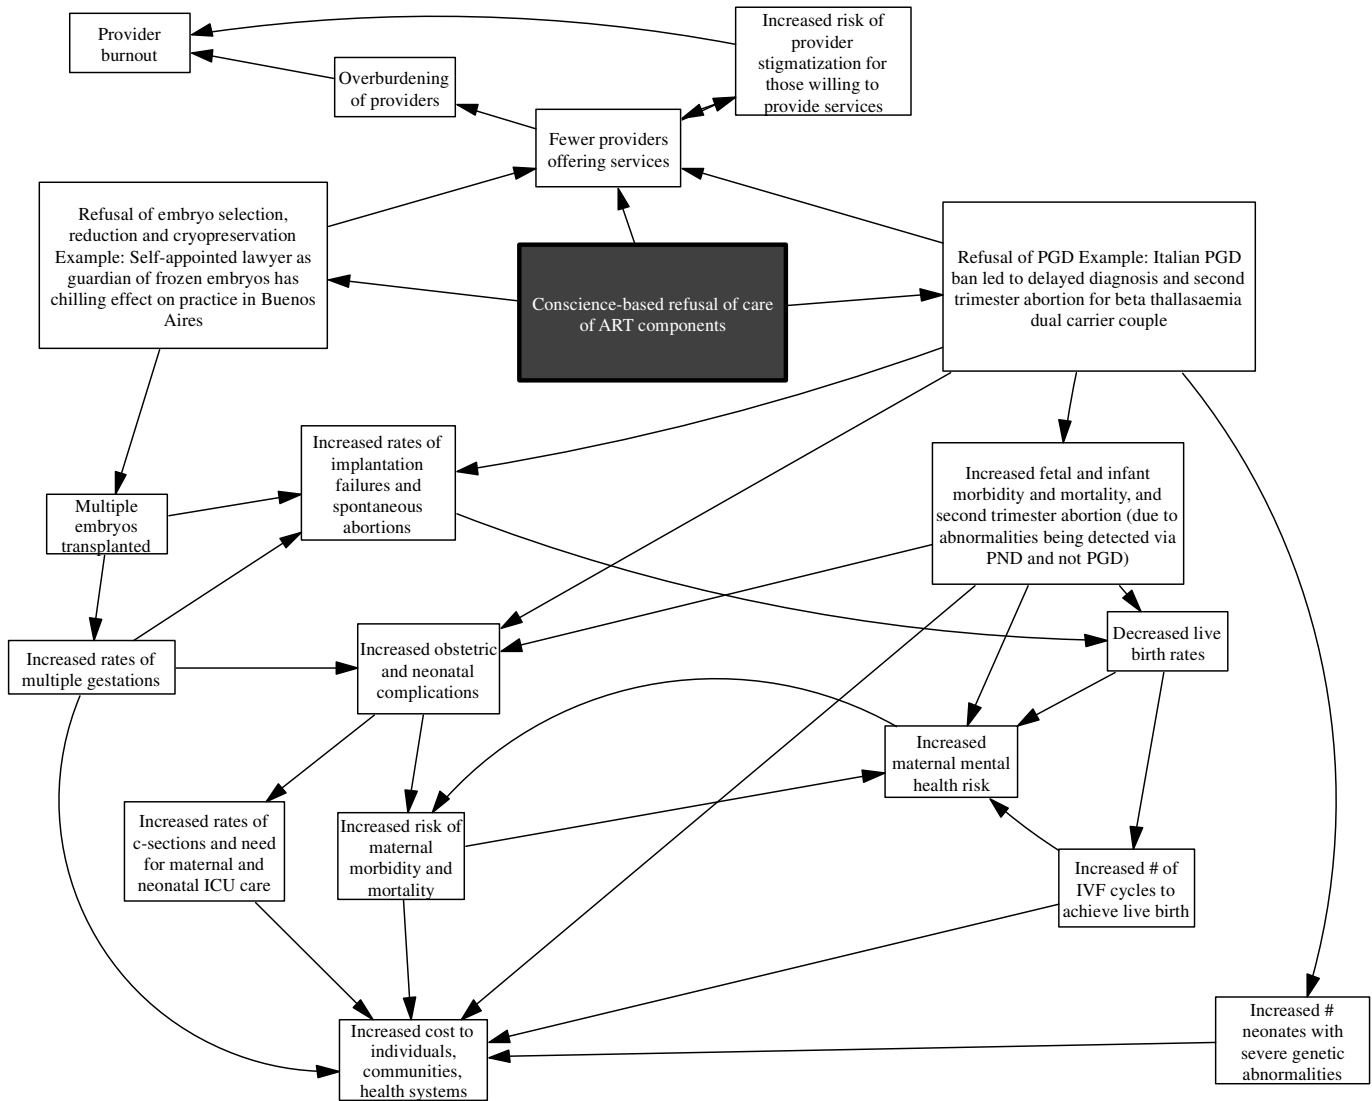 Provider
burnout
Increased risk of
provider
stigmatization for
those willing to
provide services
Overburdening
of providers
Fewer providers
offering services
Refusal of embryo selection,
reduction and cryopreservation
Example: Self-appointed lawyer as
guardian of frozen embryos has
chilling effect on practice in Buenos
Aires
Conscience-based refusal of care
of ART components
Refusal of PGD Example: Italian PGD
ban led to delayed diagnosis and second
trimester abortion for beta thallasaemia
dual carrier couple
Increased rates of
implantation
failures and
spontaneous
abortions
Increased fetal and infant
morbidity and mortality, and
second trimester abortion (due to
abnormalities being detected via
PND and not PGD)
Multiple
embryos
transplanted
Increased rates of
multiple gestations
Increased obstetric
and neonatal
complications
Decreased live
birth rates
Increased
maternal mental
health risk
Increased rates of
c-sections and need
for maternal and
neonatal ICU care
Increased risk of
maternal
morbidity and
mortality
Increased # of
IVF cycles to
achieve live birth
Increased cost to
individuals,
communities,
health systems
Increased #
neonates with
severe genetic
abnormalities